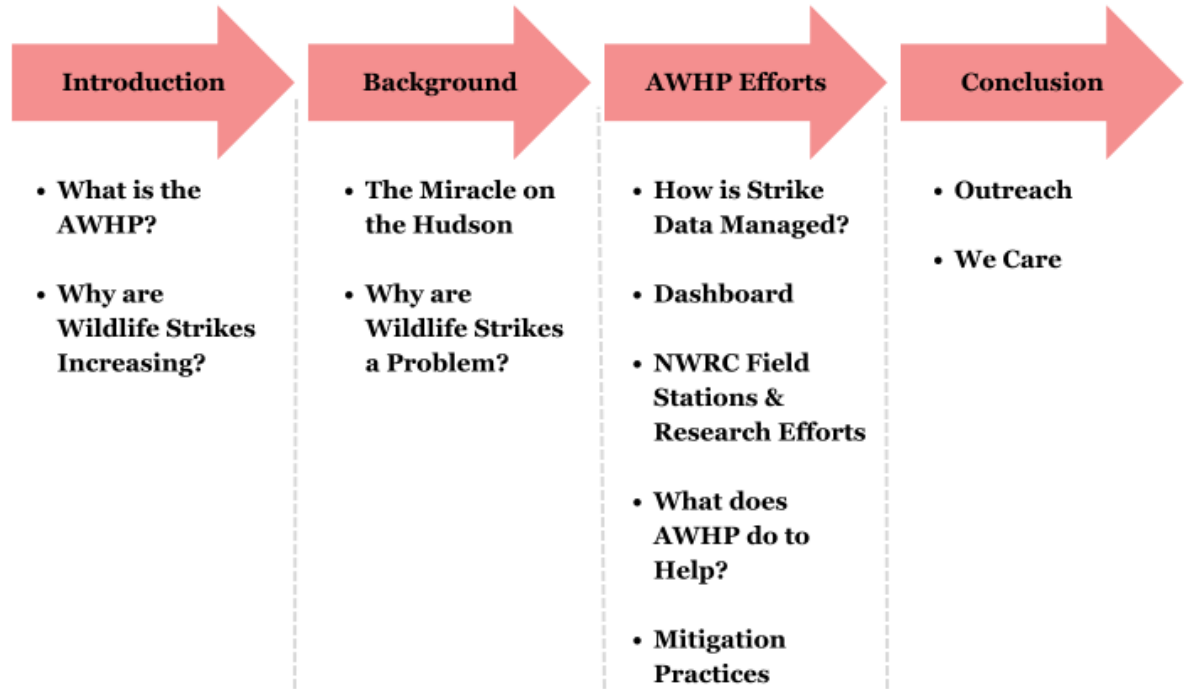 Introduction
• What is the
AWHP?
• Why are
Wildlife Strikes
Increasing?
Background
• The Miracle on
the Hudson
• Why are
Wildlife Strikes
a Problem?
AWHP Efforts
• How is Strike
Data Managed?
• Dashboard
• NWRC Field
Stations &
Research Efforts
• What does
AWHP do to
Help?
• Mitigation
Practices
Conclusion
• Outreach
• We Care